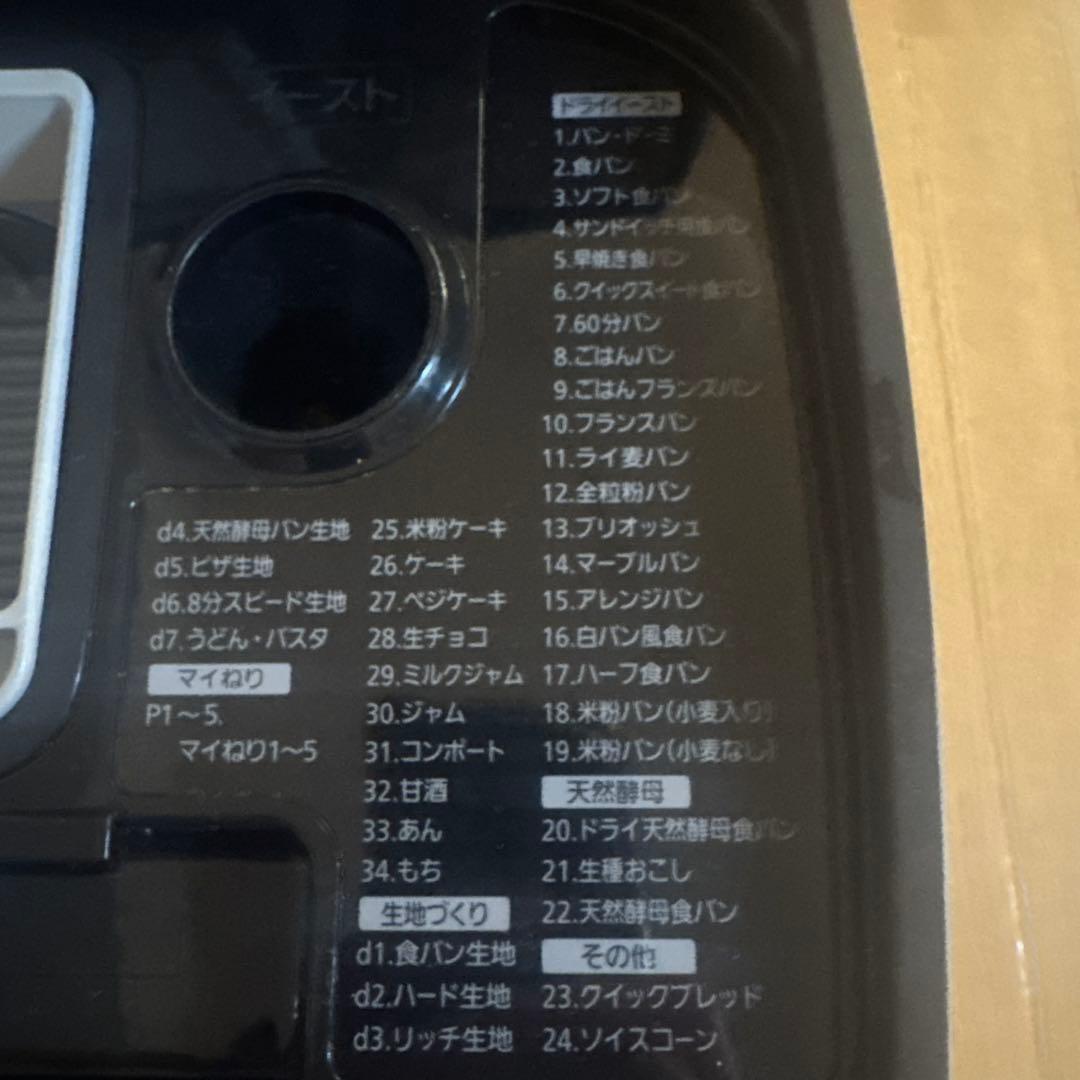 イースト
ドライイースト
1.パン・ド・ミ
2.食パン
3.ソフト食パン
4.サンドイッチ用食パン
5.早焼き食パン
6.クイックスイート食パン
7.60分パン
8.ごはんパン
9.ごはんフランスパン
10.フランスパン
11.ライ麦パン
12.全粒粉パン
13.ブリオッシュ
14.マーブルパン
15.アレンジパン
16.白パン風食パン
17.ハーフ食パン
18.米粉パン(小麦入り)
19.米粉パン(小麦なし)
天然酵母
20.ドライ天然酵母食パン
21.生種おこし
22.天然酵母食パン
その他
23.クイックブレッド
24.ソイスコーン
25.米粉ケーキ
26.ケーキ
27.ベジケーキ
28.生チョコ
29.ミルクジャム
30.ジャム
31.コンポート
32.甘酒
33.あん
34.もち
生地づくり
d1.食パン生地
d2.ハード生地
d3.リッチ生地
d4.天然酵母パン生地
d5.ピザ生地
d6.8分スピード生地
d7.うどん・パスタ
マイねり
P1～5.
マイねり1～5